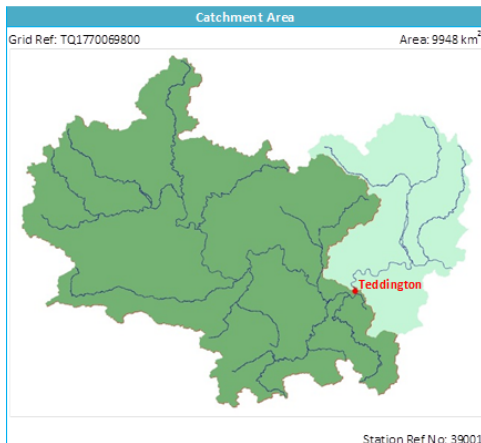 Catchment Area
Grid Ref: TQ1770069800 Area: 9948 km²
Teddington
Station Ref No: 39001